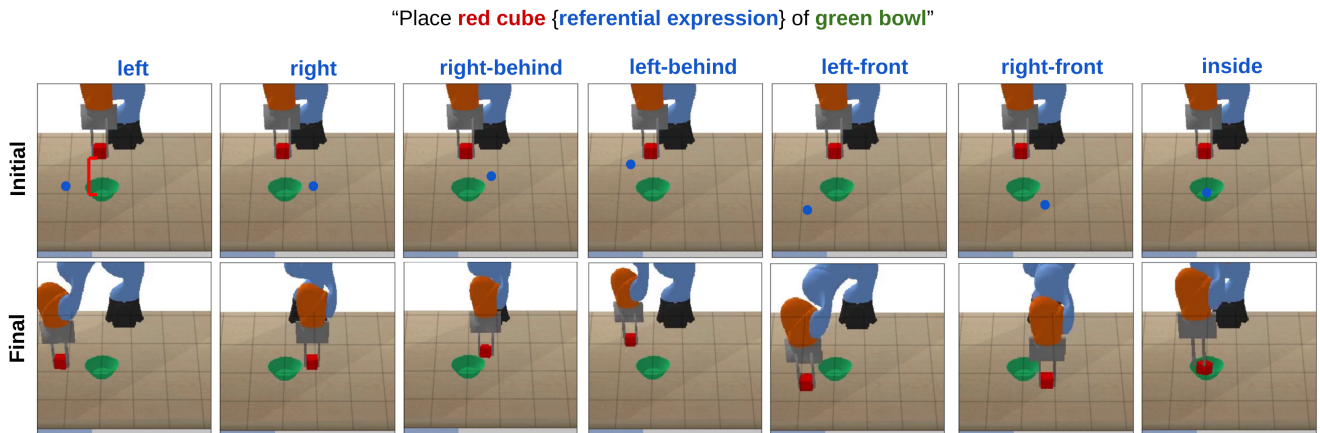 “Place red cube {referential expression} of green bowl”
left right right-behind left-behind left-front right-front inside
Initial
Final